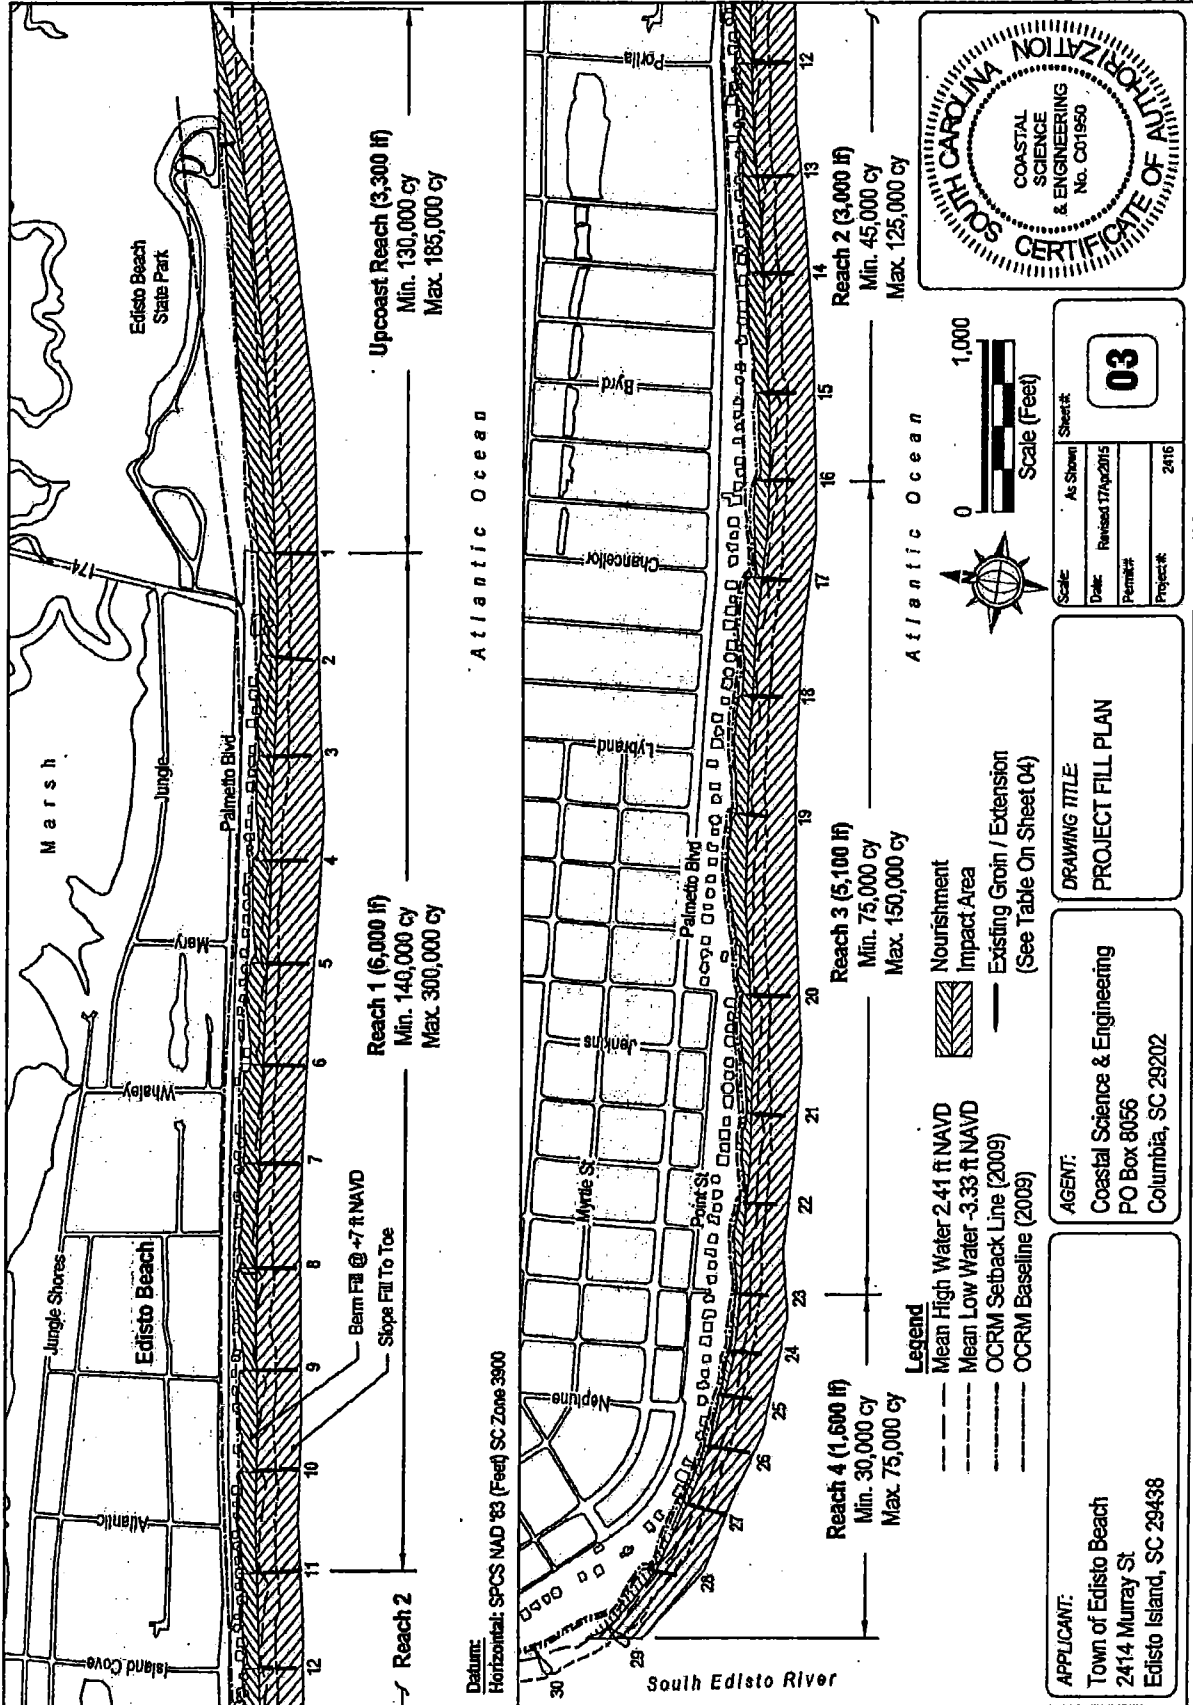 174
Edisto Beach
State Park
Marsh
Jungle
Jungle Shores
Mary
Whaley
Palmetto Blvd
Edisto Beach
Atlantic
Island Cove
12
11
10
9
8
7
6
5
4
3
2
1
Berm Fill @ +7 ft NAVD
Slope Fill To Toe
Reach 2
Reach 1 (6,000 lf)
Min. 140,000 cy
Max. 300,000 cy
Upcoast Reach (3,300 lf)
Min. 130,000 cy
Max. 185,000 cy
Atlantic Ocean
Datum:
Horizontal: SPCS NAD '83 (Feet) SC Zone 3900
Neptune
Myrtle St
Point St
Jenkins
Palmetto Blvd
Lybrand
Chancellor
Byrd
Portia
30
29
28
27
26
25
24
23
22
21
20
19
18
17
16
15
14
13
12
South Edisto River
Reach 4 (1,600 lf)
Min. 30,000 cy
Max. 75,000 cy
Reach 3 (5,100 lf)
Min. 75,000 cy
Max. 150,000 cy
Reach 2 (3,000 lf)
Min. 45,000 cy
Max. 125,000 cy
Atlantic Ocean
Legend
Mean High Water 2.41 ft NAVD
Mean Low Water -3.33 ft NAVD
OCRM Setback Line (2009)
OCRM Baseline (2009)
Nourishment
Impact Area
Existing Groin / Extension
(See Table On Sheet 04)
N
0 1,000
Scale (Feet)
SOUTH CAROLINA
CERTIFICATE OF AUTHORIZATION
COASTAL
SCIENCE
& ENGINEERING
No. C01950
APPLICANT:
Town of Edisto Beach
2414 Murray St
Edisto Island, SC 29438
AGENT:
Coastal Science & Engineering
PO Box 8056
Columbia, SC 29202
DRAWING TITLE:
PROJECT FILL PLAN
Scale: As Shown
Date: Revised 17Apr2015
Permit#:
Project#: 2416
Sheet#:
03